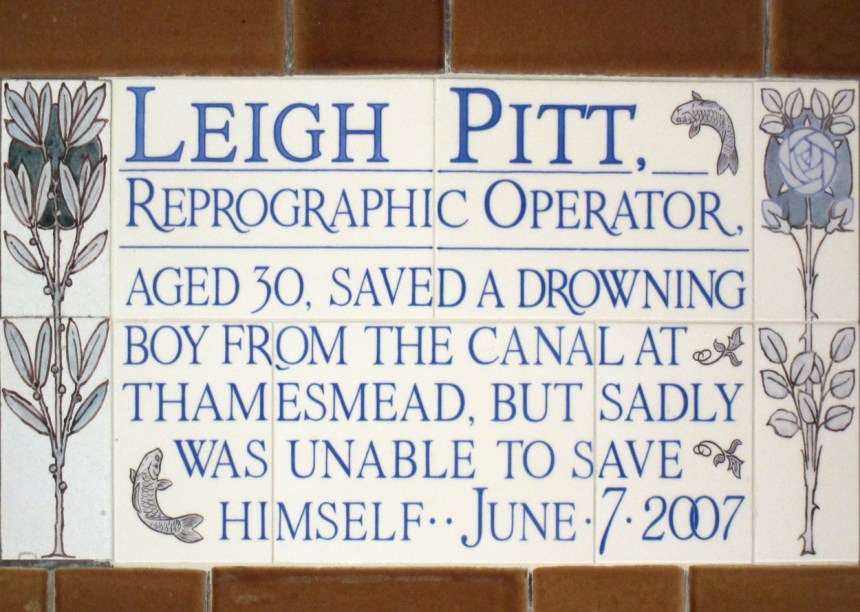 LEIGH PITT,
REPROGRAPHIC OPERATOR,
AGED 30, SAVED A DROWNING
BOY FROM THE CANAL AT
THAMESMEAD, BUT SADLY
WAS UNABLE TO SAVE
HIMSELF·· JUNE·7·2007